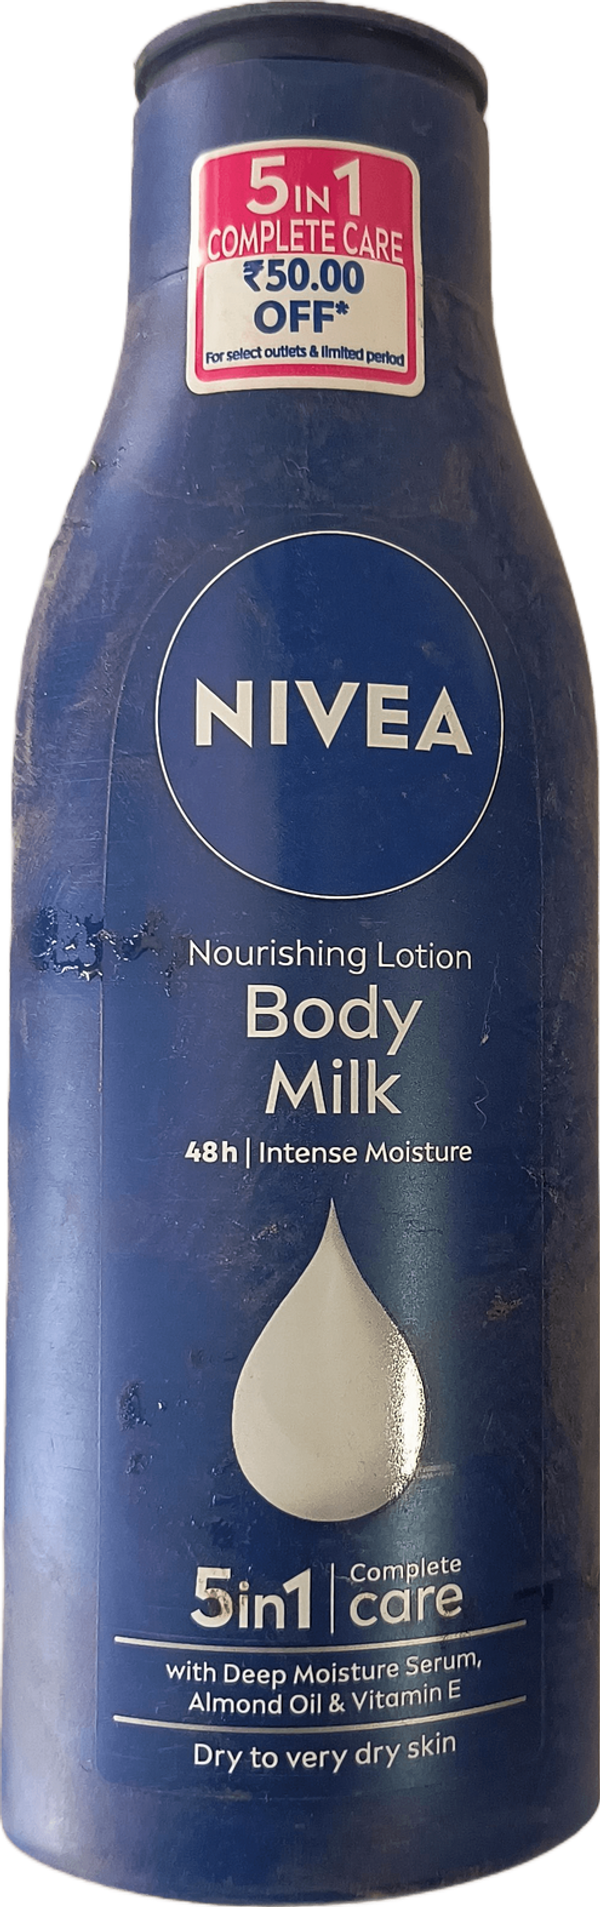 5 IN 1
COMPLETE CARE
₹50.00
OFF*
For select outlets & limited period
NIVEA
Nourishing Lotion
Body
Milk
48h | Intense Moisture
5in1 | Complete care
with Deep Moisture Serum,
Almond Oil & Vitamin E
Dry to very dry skin